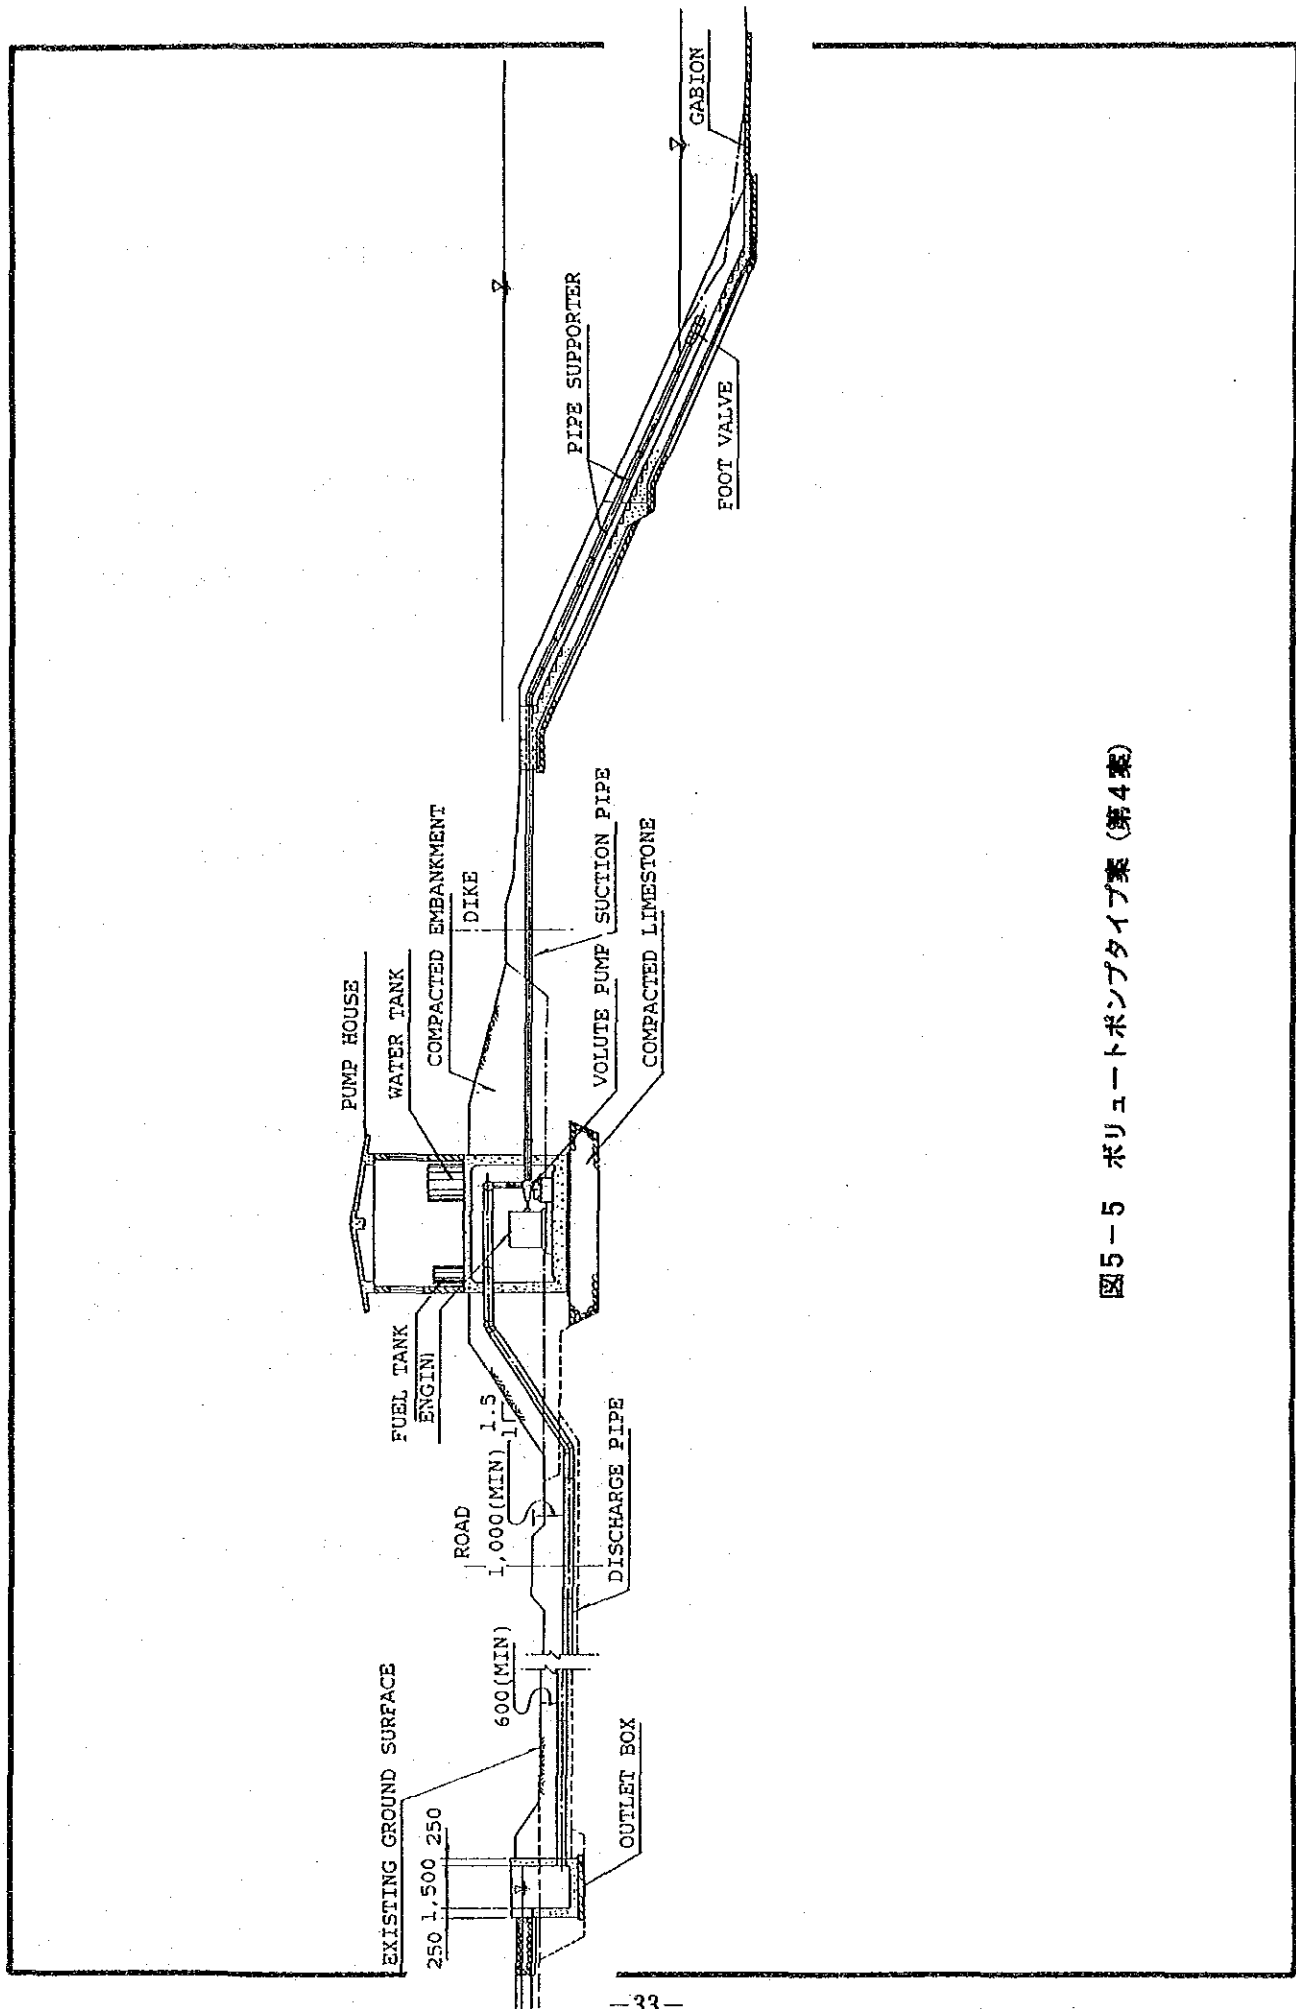 GABION
PIPE SUPPORTER
FOOT VALVE
PUMP HOUSE
WATER TANK
COMPACTED EMBANKMENT
DIKE
SUCTION PIPE
VOLUTE PUMP
COMPACTED LIMESTONE
FUEL TANK
ENGIN
1.5
1
ROAD
1,000(MIN)
DISCHARGE PIPE
600(MIN)
EXISTING GROUND SURFACE
250 1,500 250
OUTLET BOX
図5－5 ボリュートポンプタイプ案（第4案）
－33－